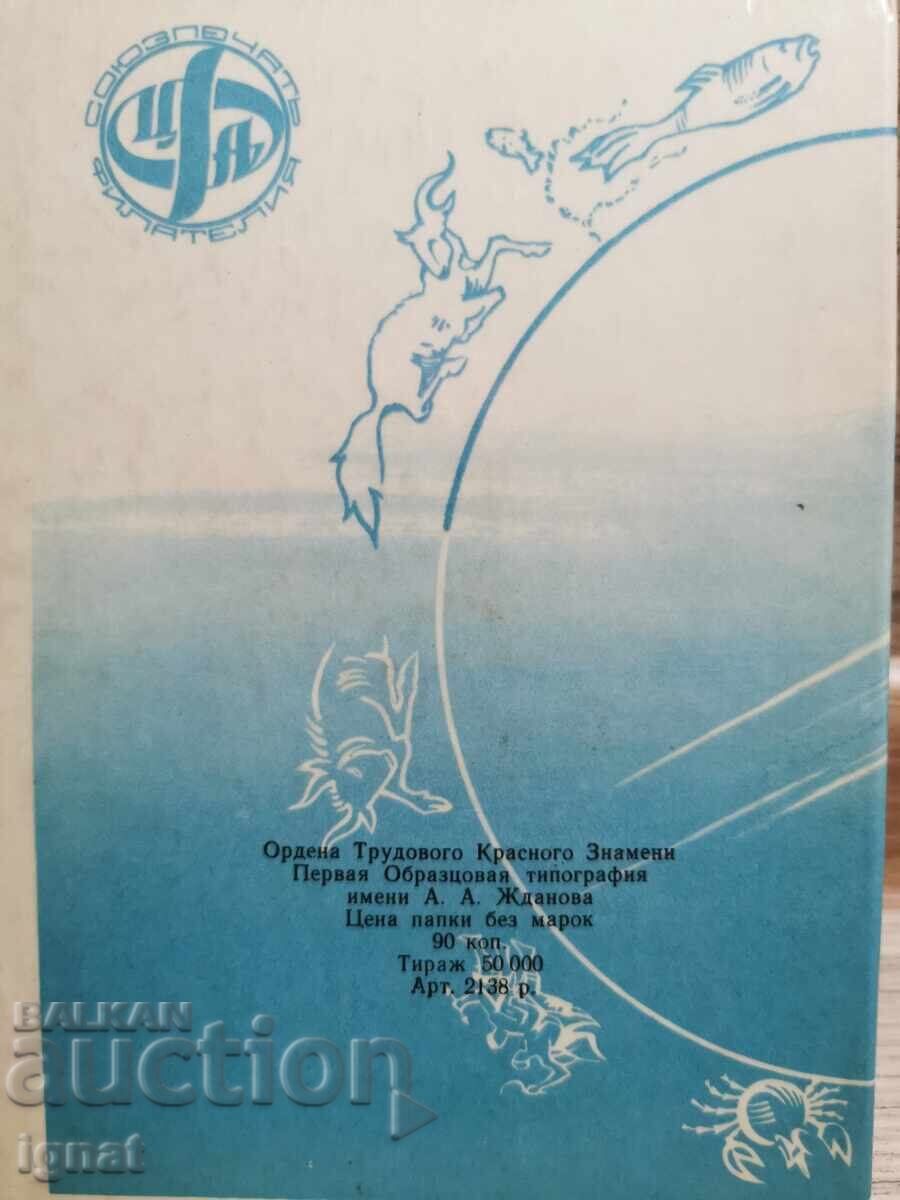 СОЮЗПЕЧАТЬ
ЦФА
ФИЛАТЕЛИЯ
Ордена Трудового Красного Знамени
Первая Образцовая типография
имени А. А. Жданова
Цена папки без марок
90 коп.
Тираж 50 000
Арт. 2138 р.
BALKAN
auction
ignat